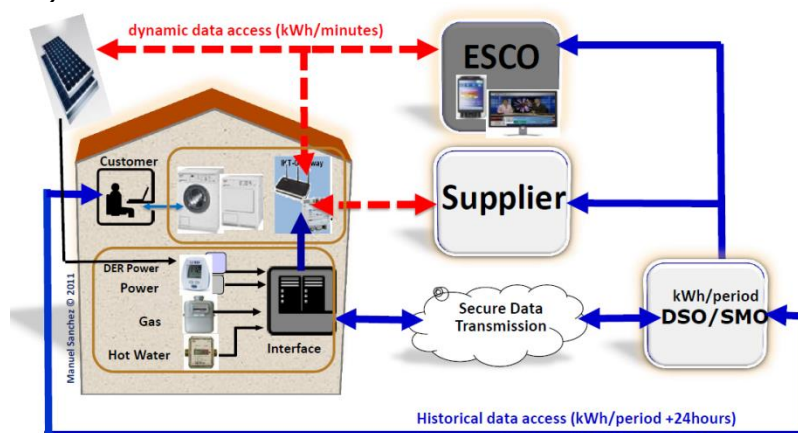 dynamic data access (kWh/minutes)
ESCO
Customer
Supplier
DER Power
Power
Gas
Hot Water
Interface
Secure Data
Transmission
kWh/period
DSO/SMO
Manuel Sanchez © 2011
Historical data access (kWh/period +24hours)